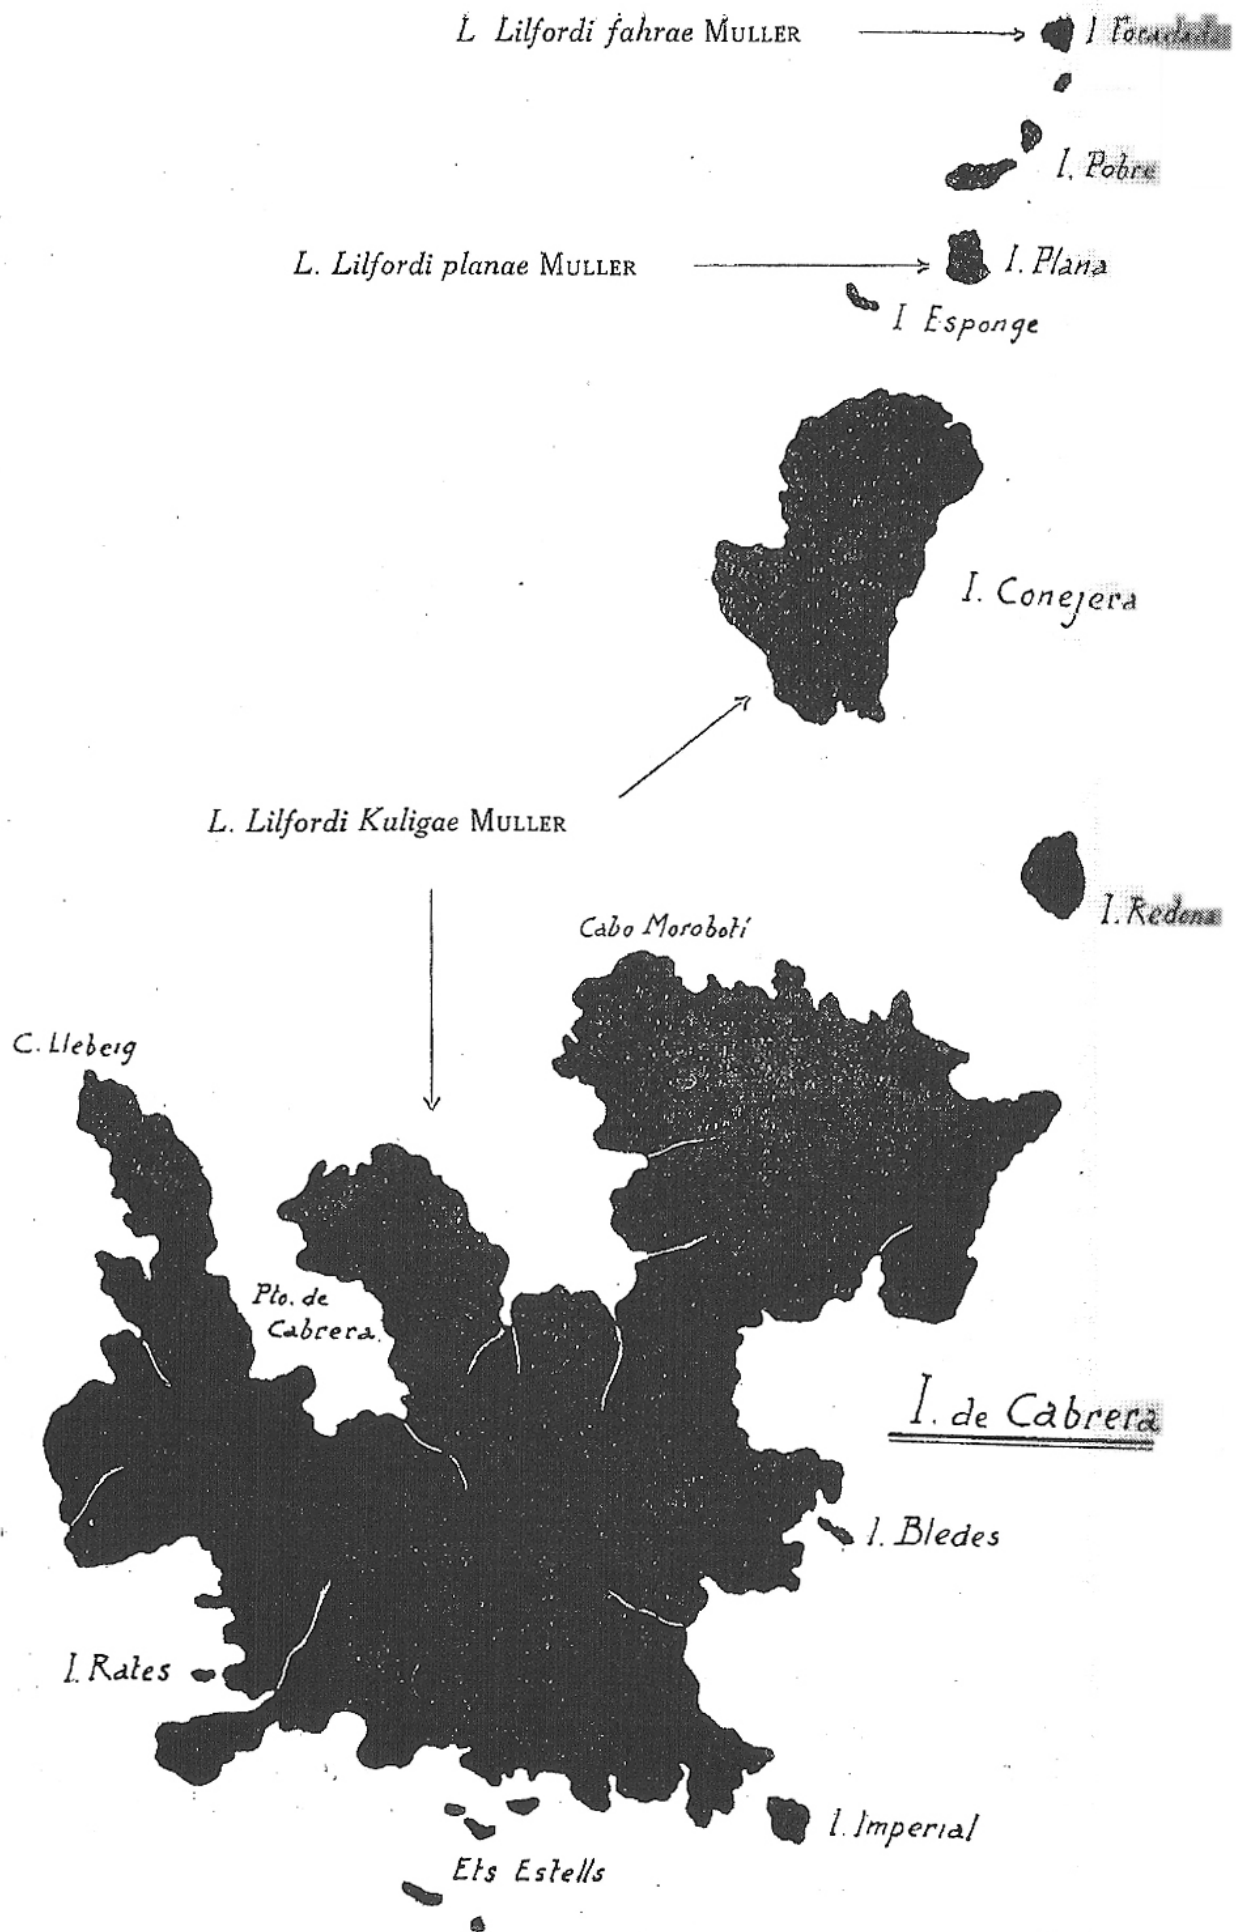 L Lilfordi fahrae MULLER
I
I. Pobre
L. Lilfordi planae MULLER
I. Plana
I Esponge
I. Conejera
L. Lilfordi Kuligae MULLER
I. Redona
Cabo Morobotí
C. Llebeig
Pto. de
Cabrera.
I. de Cabrera
I. Bledes
I. Rates
I. Imperial
Ets Estells